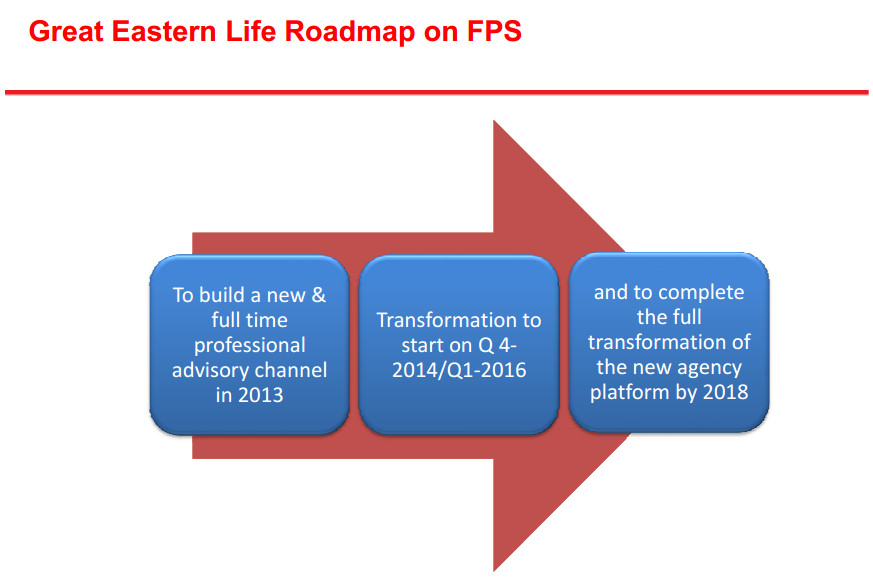 Great Eastern Life Roadmap on FPS
To build a new &
full time
professional
advisory channel
in 2013
Transformation to
start on Q 4-
2014/Q1-2016
and to complete
the full
transformation of
the new agency
platform by 2018